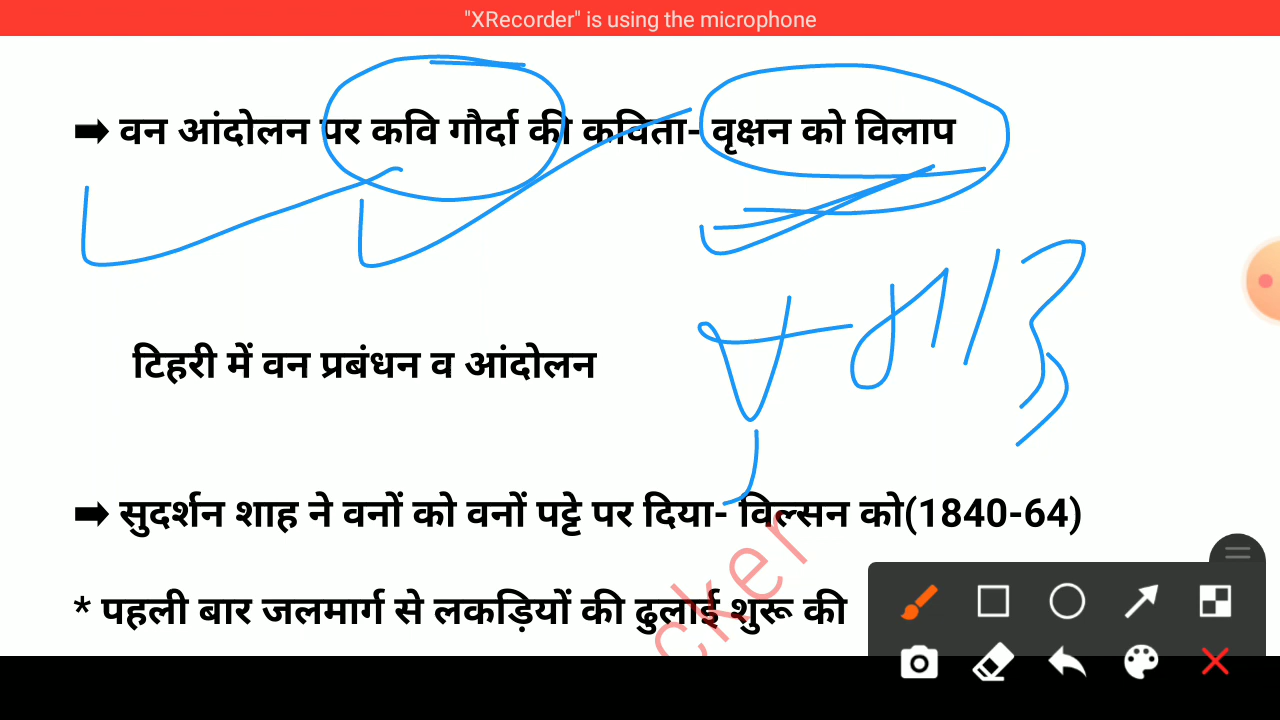 "XRecorder" is using the microphone
➡ वन आंदोलन पर कवि गौर्दा की कविता- वृक्षन को विलाप
टिहरी में वन प्रबंधन व आंदोलन
➡ सुदर्शन शाह ने वनों को वनों पट्टे पर दिया- विल्सन को(1840-64)
* पहली बार जलमार्ग से लकड़ियों की ढुलाई शुरू की
cker